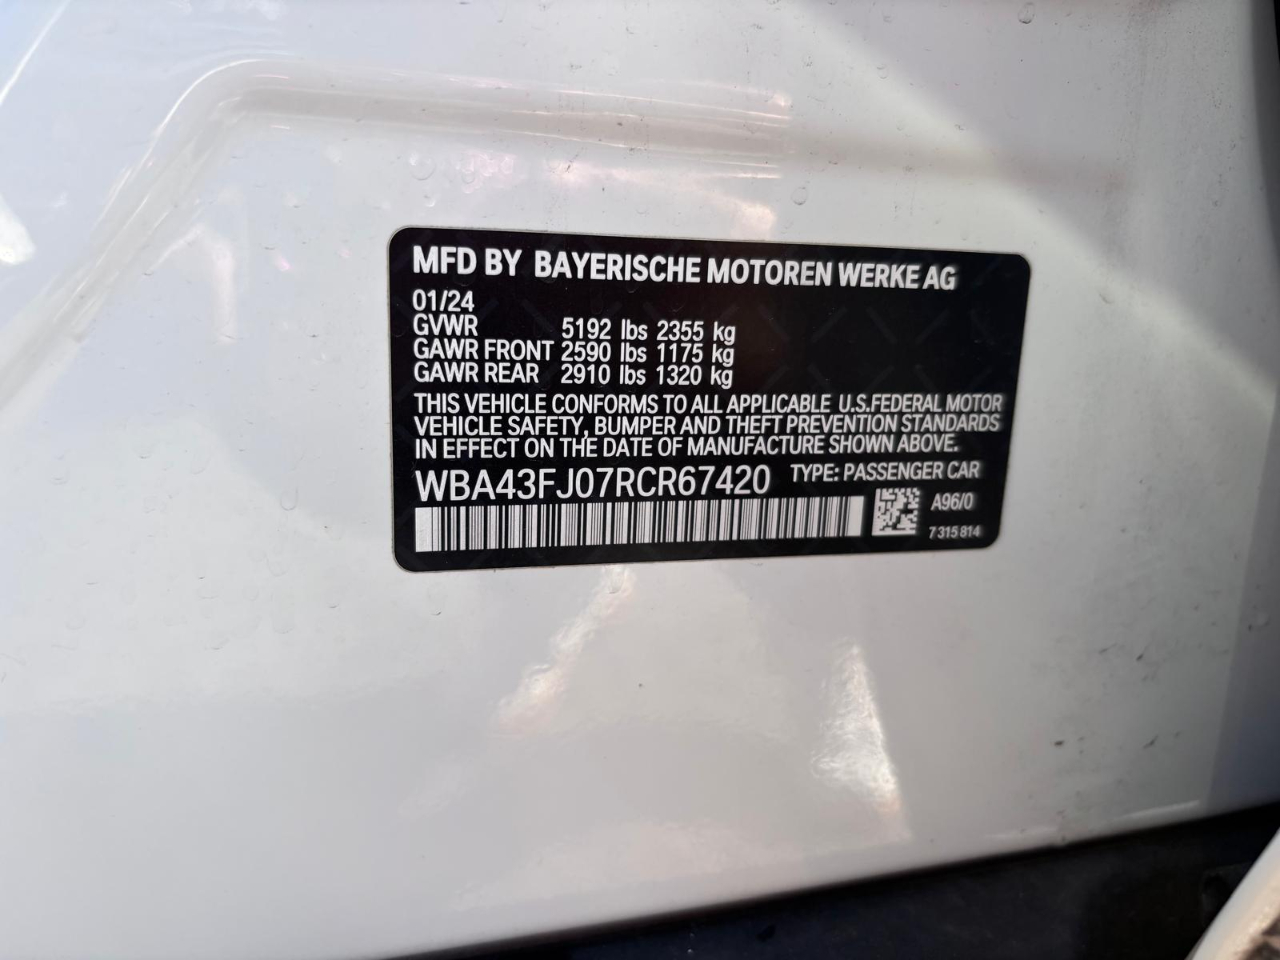 MFD BY BAYERISCHE MOTOREN WERKE AG
01/24
GVWR 5192 lbs 2355 kg
GAWR FRONT 2590 lbs 1175 kg
GAWR REAR 2910 lbs 1320 kg
THIS VEHICLE CONFORMS TO ALL APPLICABLE U.S.FEDERAL MOTOR
VEHICLE SAFETY, BUMPER AND THEFT PREVENTION STANDARDS
IN EFFECT ON THE DATE OF MANUFACTURE SHOWN ABOVE.
WBA43FJ07RCR67420 TYPE: PASSENGER CAR
A96/0
7 315 814